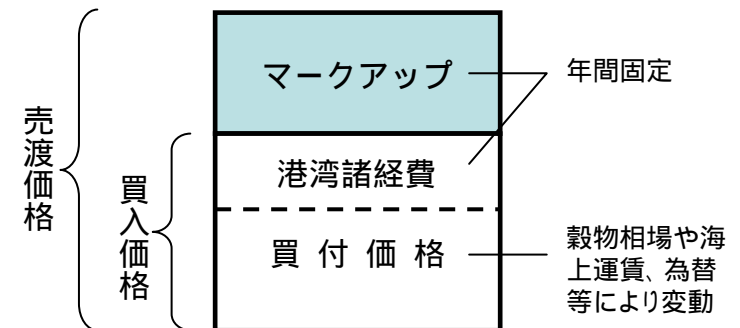 売渡価格
買入価格
マークアップ
港湾諸経費
買付価格
年間固定
穀物相場や海
上運賃、為替
等により変動